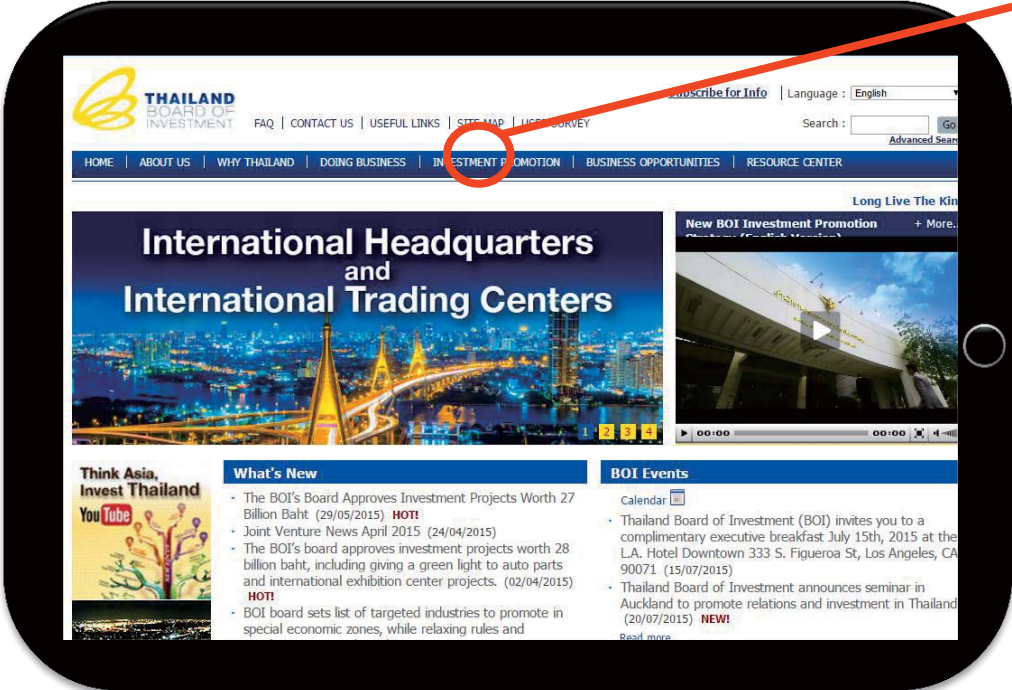 THAILAND
BOARD OF
INVESTMENT
Subscribe for Info | Language : English
FAQ | CONTACT US | USEFUL LINKS | SITE MAP | USER SURVEY
Search : Go
Advanced Sear
HOME | ABOUT US | WHY THAILAND | DOING BUSINESS | INVESTMENT PROMOTION | BUSINESS OPPORTUNITIES | RESOURCE CENTER
Long Live The Kin
International Headquarters
and
International Trading Centers
1 2 3 4
New BOI Investment Promotion + More..
Strategy (English Version)
00:00 00:00
Think Asia,
Invest Thailand
YouTube
What's New
· The BOI's Board Approves Investment Projects Worth 27
Billion Baht (29/05/2015) HOT!
· Joint Venture News April 2015 (24/04/2015)
· The BOI's board approves investment projects worth 28
billion baht, including giving a green light to auto parts
and international exhibition center projects. (02/04/2015)
HOT!
· BOI board sets list of targeted industries to promote in
special economic zones, while relaxing rules and
BOI Events
Calendar
· Thailand Board of Investment (BOI) invites you to a
complimentary executive breakfast July 15th, 2015 at the
L.A. Hotel Downtown 333 S. Figueroa St, Los Angeles, CA
90071 (15/07/2015)
· Thailand Board of Investment announces seminar in
Auckland to promote relations and investment in Thailand
(20/07/2015) NEW!
Read more